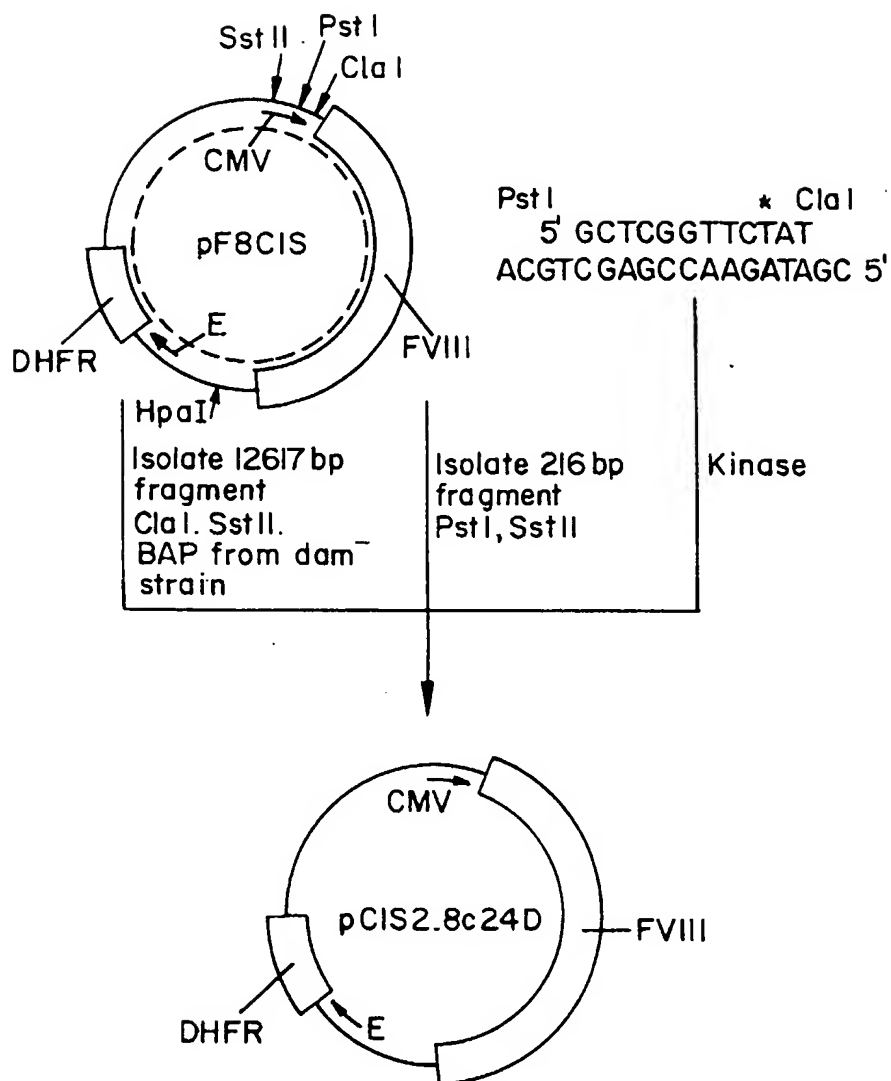 Sst II
Pst I
Cla I
CMV
pF8CIS
E
DHFR
HpaI
FVIII
Pst I * Cla I
5' GCTCGGTTCTAT
ACGTCGAGCCAAGATAGC 5'
Isolate 12617 bp
fragment
Cla I. Sst II.
BAP from dam⁻
strain
Isolate 216 bp
fragment
Pst I, Sst II
Kinase
CMV
pCIS2.8c24D
FVIII
DHFR
E